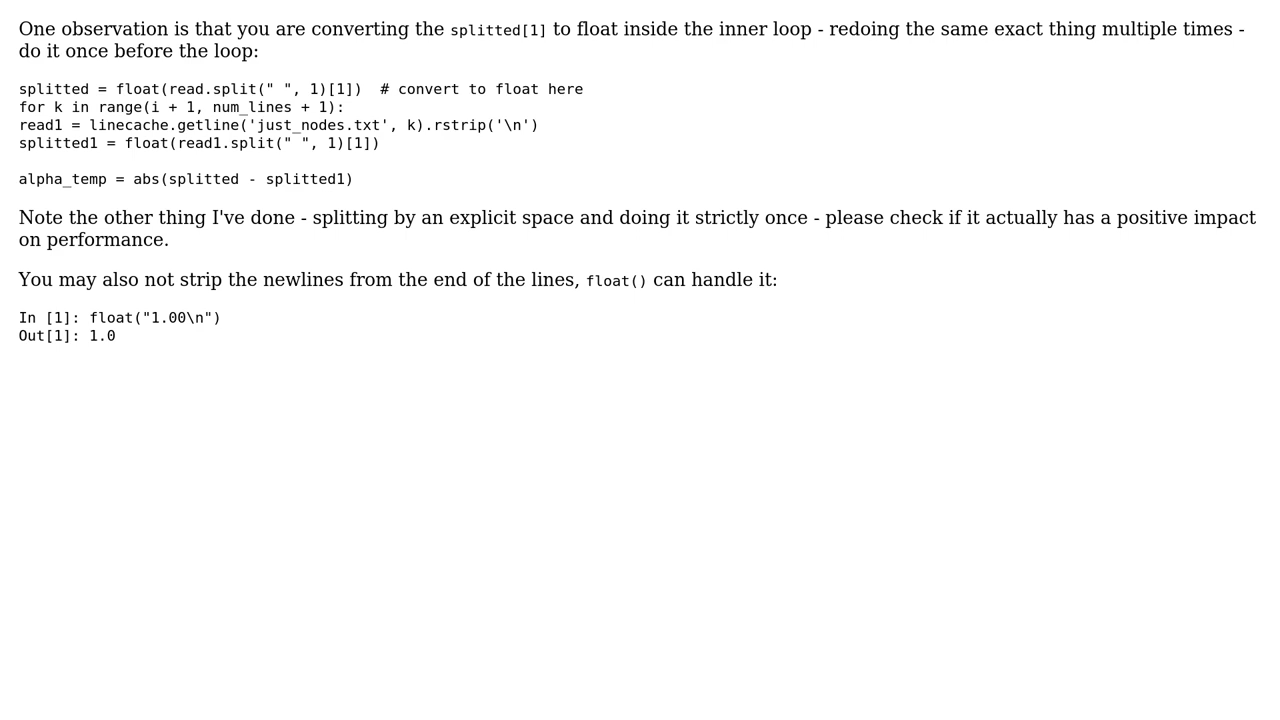 One observation is that you are converting the splitted[1] to float inside the inner loop - redoing the same exact thing multiple times -
do it once before the loop:
splitted = float(read.split(" ", 1)[1])  # convert to float here
for k in range(i + 1, num_lines + 1):
read1 = linecache.getline('just_nodes.txt', k).rstrip('\n')
splitted1 = float(read1.split(" ", 1)[1])
alpha_temp = abs(splitted - splitted1)
Note the other thing I've done - splitting by an explicit space and doing it strictly once - please check if it actually has a positive impact
on performance.
You may also not strip the newlines from the end of the lines, float() can handle it:
In [1]: float("1.00\n")
Out[1]: 1.0